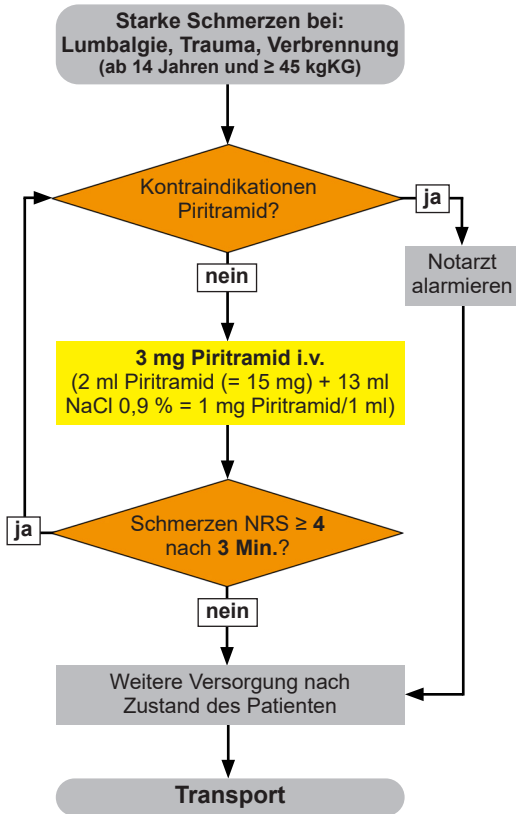 Starke Schmerzen bei:
Lumbalgie, Trauma, Verbrennung
(ab 14 Jahren und ≥ 45 kgKG)
Kontraindikationen
Piritramid?
ja
Notarzt
alarmieren
nein
3 mg Piritramid i.v.
(2 ml Piritramid (= 15 mg) + 13 ml
NaCl 0,9 % = 1 mg Piritramid/1 ml)
Schmerzen NRS ≥ 4
nach 3 Min.?
ja
nein
Weitere Versorgung nach
Zustand des Patienten
Transport